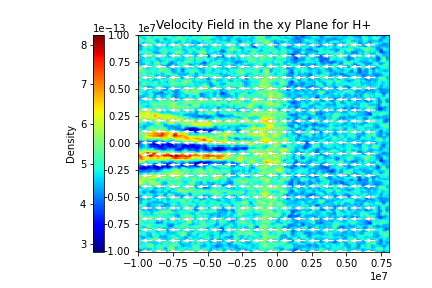 Velocity Field in the xy Plane for H+
1e−13
1e7
8
7
6
5
4
3
Density
1.00
0.75
0.50
0.25
0.00
−0.25
−0.50
−0.75
−1.00
−1.00 −0.75 −0.50 −0.25 0.00 0.25 0.50 0.75
1e7